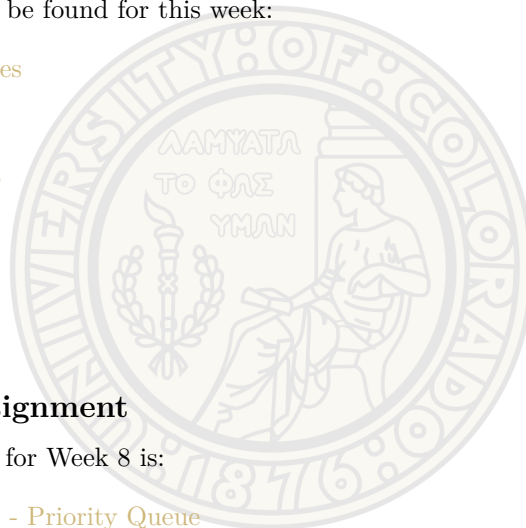 be found for this week:
es
ΛΑΜΨΑΤΩ
ΤΟ ΦΩΣ
ΥΜΩΝ
UNIVERSITY OF COLORADO
1876
ignment
for Week 8 is:
- Priority Queue